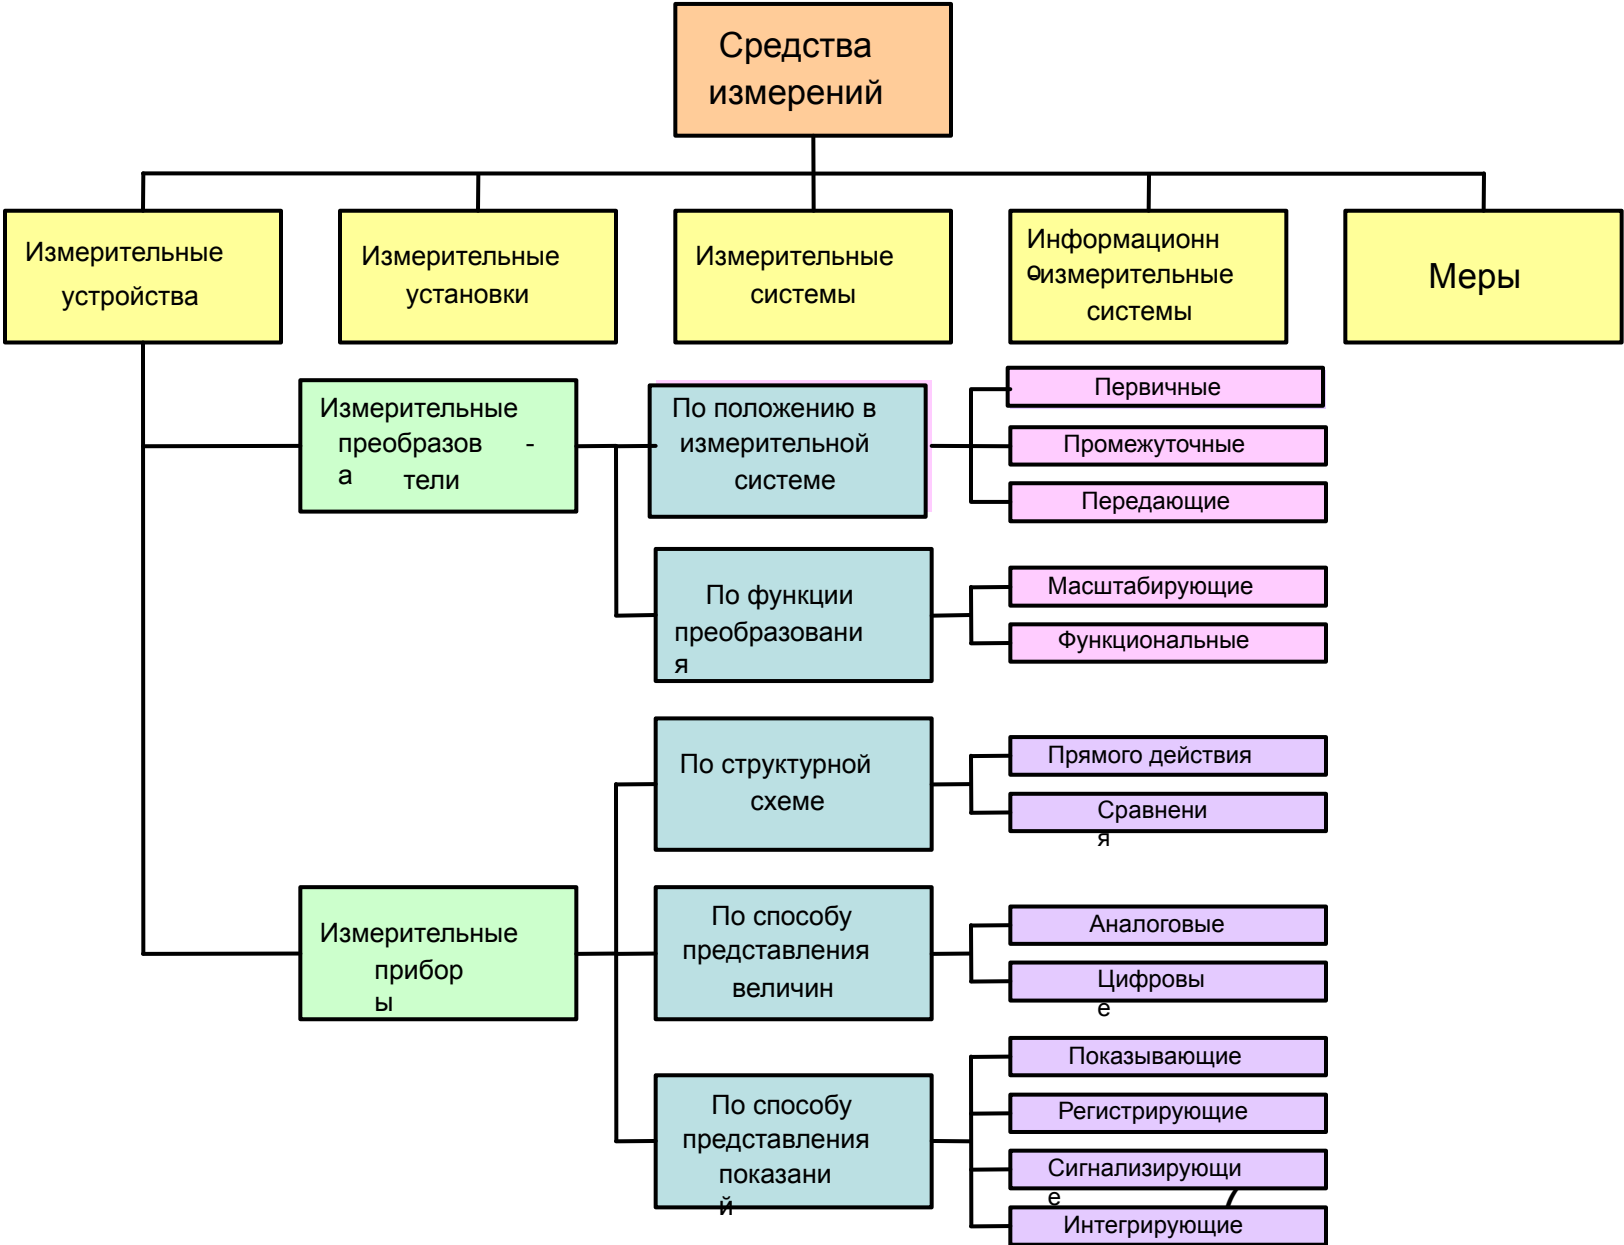 Средства
измерений
Измерительные
устройства
Измерительные
установки
Измерительные
системы
Информационн
о-измерительные
системы
Меры
Измерительные
преобразов -
а тели
По положению в
измерительной
системе
Первичные
Промежуточные
Передающие
По функции
преобразовани
я
Масштабирующие
Функциональные
По структурной
схеме
Прямого действия
Сравнени
я
Измерительные
прибор
ы
По способу
представления
величин
Аналоговые
Цифровы
е
По способу
представления
показани
й
Показывающие
Регистрирующие
Сигнализирующи
е
Интегрирующие